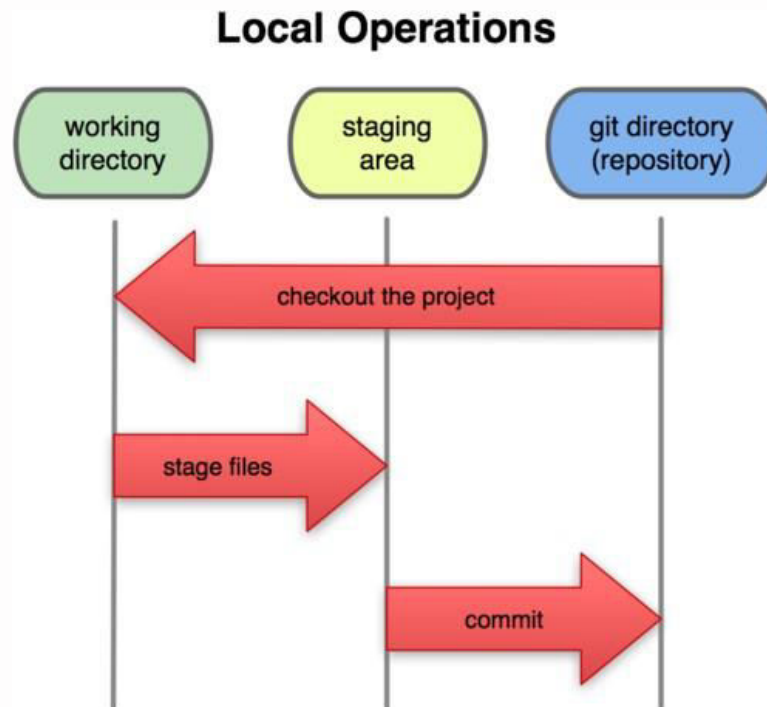 Local Operations
working
directory
staging
area
git directory
(repository)
checkout the project
stage files
commit